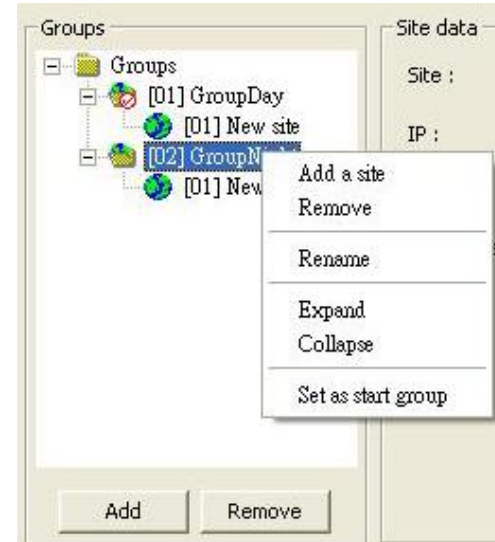 Groups
Groups
[01] GroupDay
[01] New site
[02]
[01] New
Add a site
Remove
Rename
Expand
Collapse
Set as start group
Add
Remove
Site data
Site :
IP :